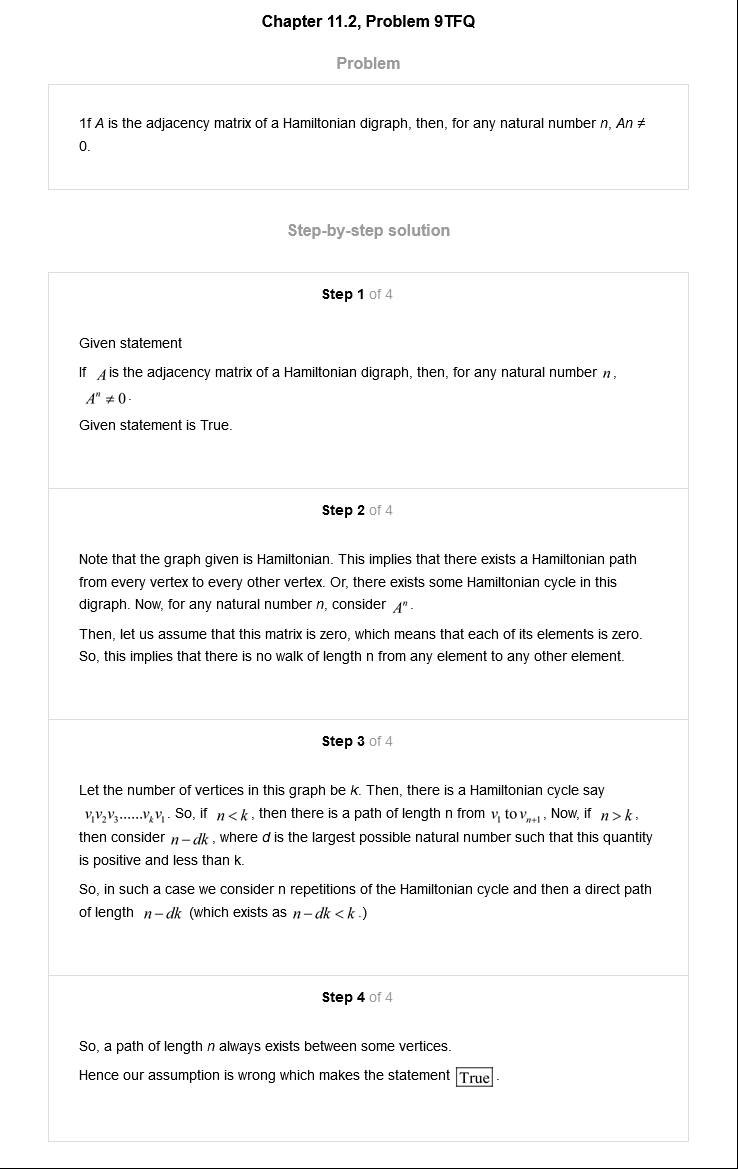 Chapter 11.2, Problem 9TFQ
Problem
1f A is the adjacency matrix of a Hamiltonian digraph, then, for any natural number n, An ≠
0.
Step-by-step solution
Step 1 of 4
Given statement
If A is the adjacency matrix of a Hamiltonian digraph, then, for any natural number n,
Aⁿ ≠ 0.
Given statement is True.
Step 2 of 4
Note that the graph given is Hamiltonian. This implies that there exists a Hamiltonian path
from every vertex to every other vertex. Or, there exists some Hamiltonian cycle in this
digraph. Now, for any natural number n, consider Aⁿ.
Then, let us assume that this matrix is zero, which means that each of its elements is zero.
So, this implies that there is no walk of length n from any element to any other element.
Step 3 of 4
Let the number of vertices in this graph be k. Then, there is a Hamiltonian cycle say
v₁v₂v₃......vₖv₁. So, if n < k, then there is a path of length n from v₁ to vₙ₊₁, Now, if n > k,
then consider n − dk, where d is the largest possible natural number such that this quantity
is positive and less than k.
So, in such a case we consider n repetitions of the Hamiltonian cycle and then a direct path
of length n − dk (which exists as n − dk < k.)
Step 4 of 4
So, a path of length n always exists between some vertices.
Hence our assumption is wrong which makes the statement True.